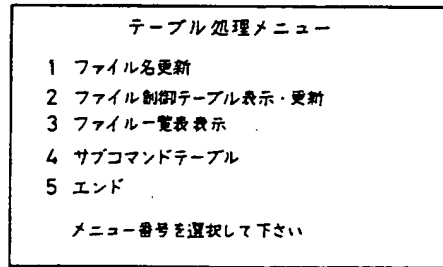 テーブル処理メニュー
1 ファイル名更新
2 ファイル制御テーブル表示・更新
3 ファイル一覧表表示
4 サブコマンドテーブル
5 エンド
メニュー番号を選択して下さい